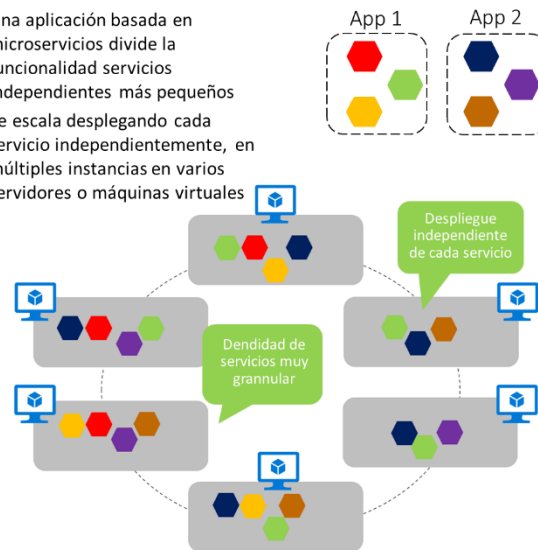 na aplicación basada en
nicroservicios divide la
uncionalidad servicios
ndependientes más pequeños
e escala desplegando cada
ervicio independientemente, en
núltiples instancias en varios
ervidores o máquinas virtuales
App 1
App 2
Despliegue
independiente
de cada servicio
Dendidad de
servicios muy
grannular